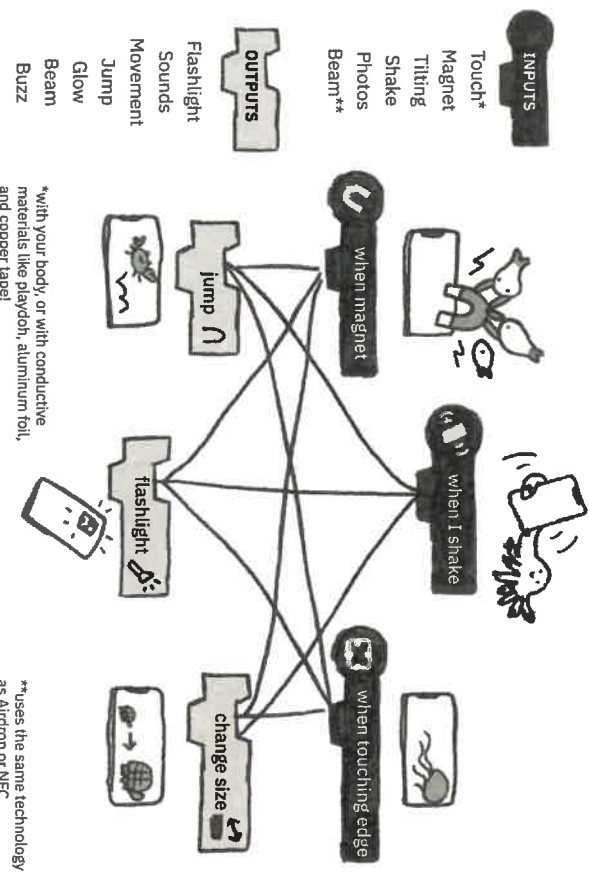 INPUTS
Touch*
Magnet
Tilting
Shake
Photos
Beam**
OUTPUTS
Flashlight
Sounds
Movement
Jump
Glow
Beam
Buzz
when magnet
when I shake
when touching edge
jump
flashlight
change size
*with your body, or with conductive
materials like playdoh, aluminum foil,
and copper tape!
**uses the same technology
as Airdrop or NFC